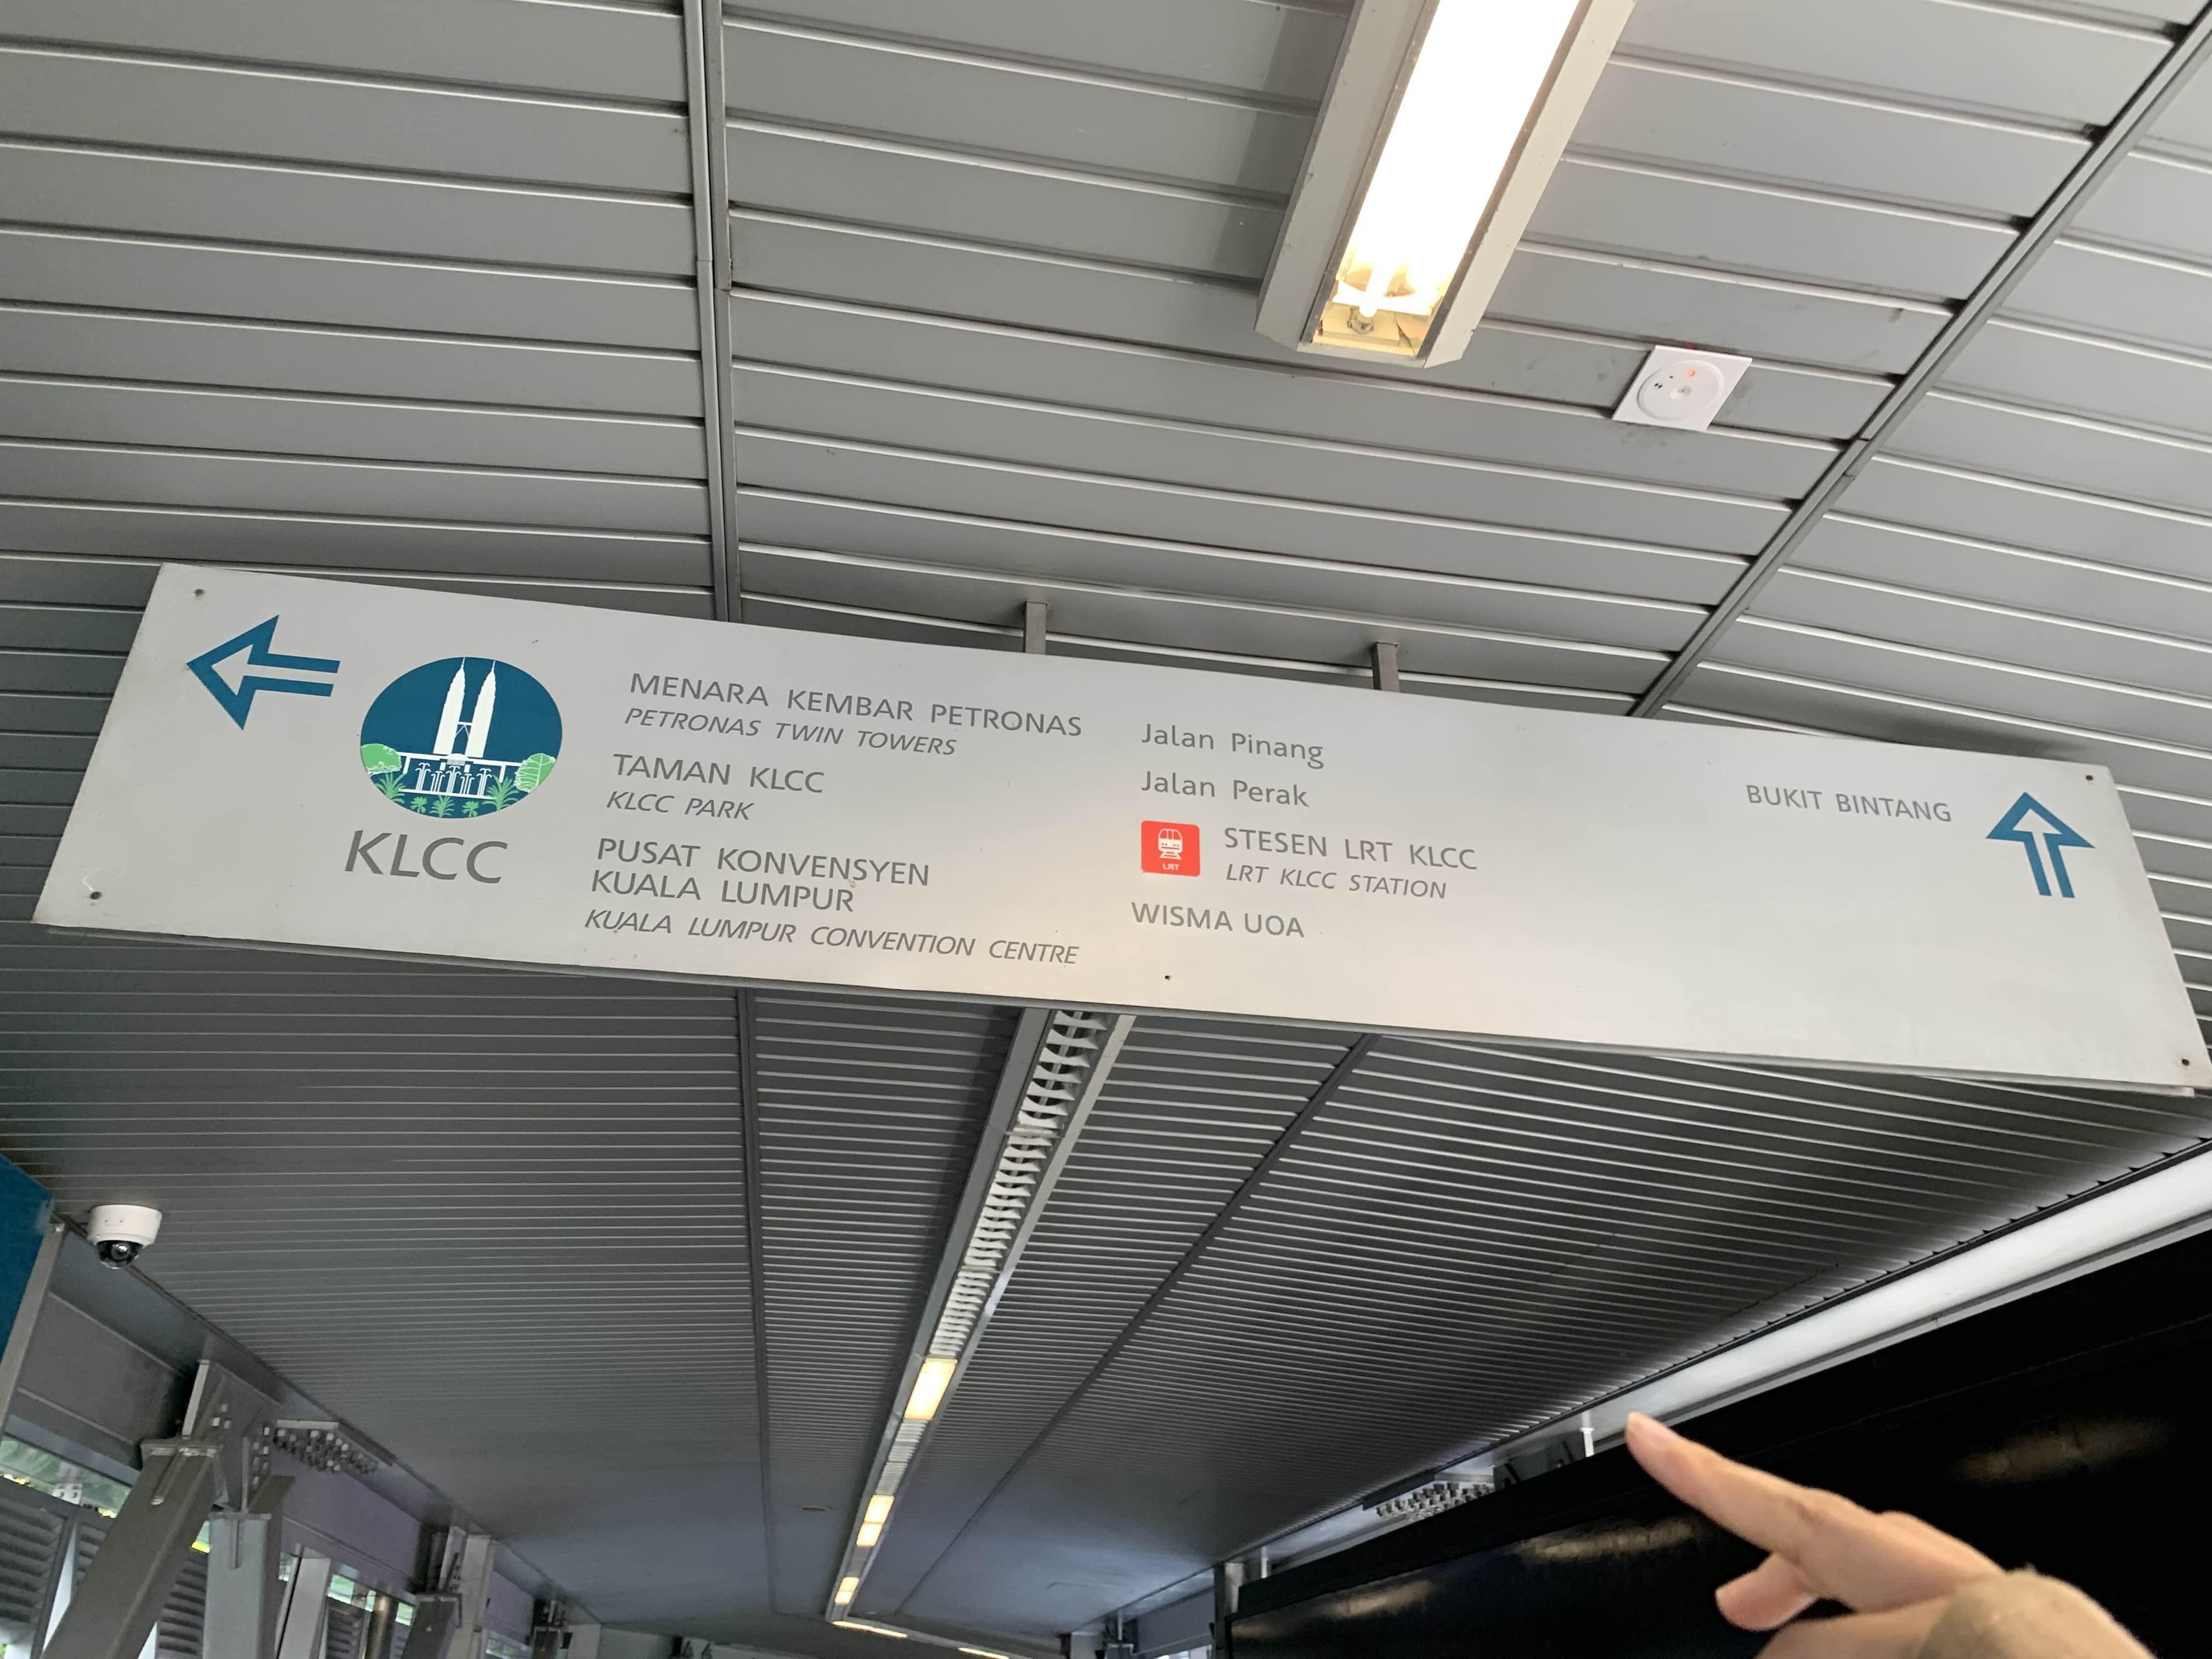 KLCC
MENARA KEMBAR PETRONAS
PETRONAS TWIN TOWERS
TAMAN KLCC
KLCC PARK
PUSAT KONVENSYEN
KUALA LUMPUR
KUALA LUMPUR CONVENTION CENTRE
Jalan Pinang
Jalan Perak
LRT
STESEN LRT KLCC
LRT KLCC STATION
WISMA UOA
BUKIT BINTANG